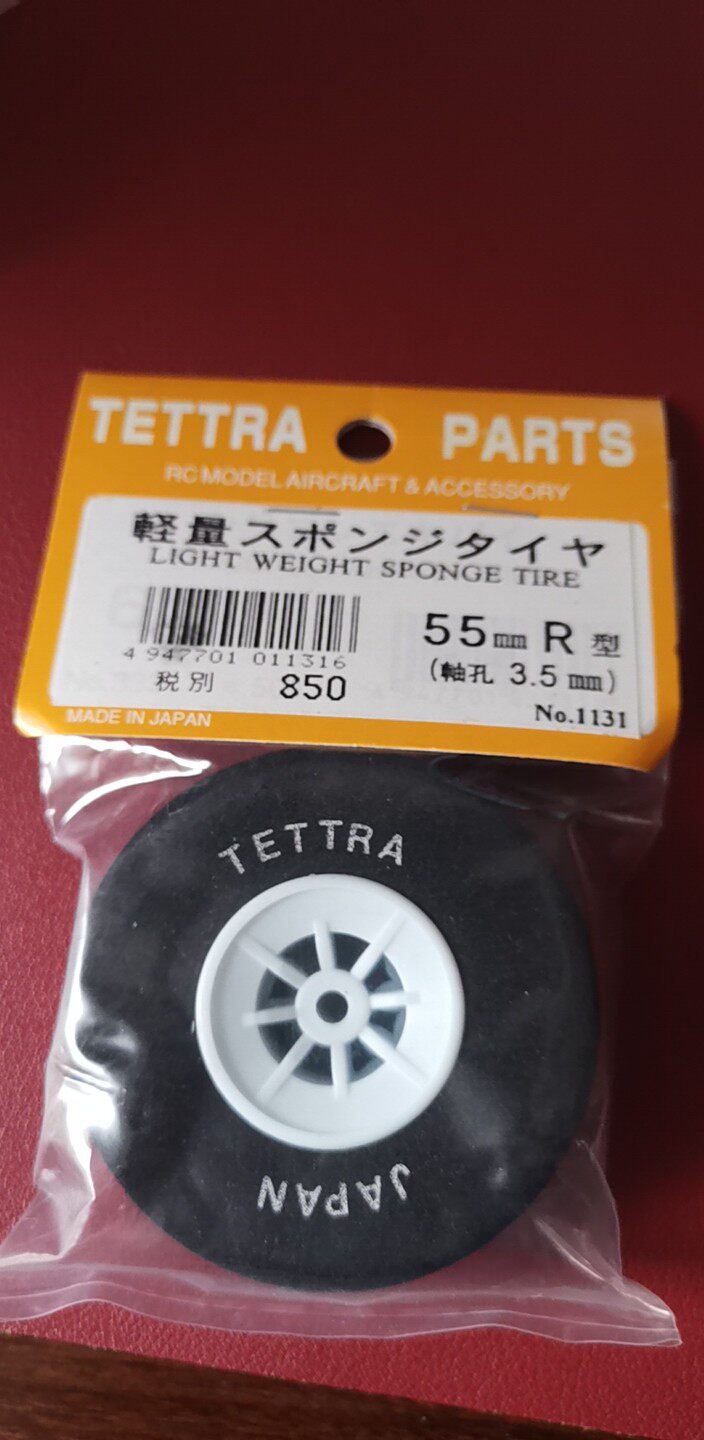 TETTRA PARTS
RC MODEL AIRCRAFT & ACCESSORY
軽量スポンジタイヤ
LIGHT WEIGHT SPONGE TIRE
4 947701 011316
55㎜ R 型
(軸孔 3.5 ㎜)
税別 850
No.1131
MADE IN JAPAN
TETTRA
JAPAN